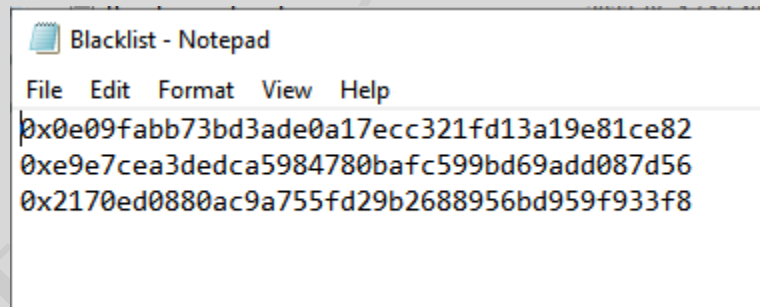 Blacklist - Notepad
File Edit Format View Help
0x0e09fabb73bd3ade0a17ecc321fd13a19e81ce82
0xe9e7cea3dedca5984780bafc599bd69add087d56
0x2170ed0880ac9a755fd29b2688956bd959f933f8